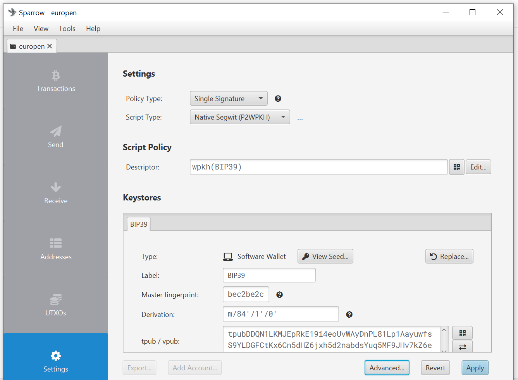 Sparrow - europen
File View Tools Help
europen
Transactions
Send
Receive
Addresses
UTXOs
Settings
Settings
Policy Type: Single Signature
Script Type: Native Segwit (P2WPKH) ...
Script Policy
Descriptor: wpkh(BIP39) Edit...
Keystores
BIP39
Type: Software Wallet View Seed... Replace...
Label: BIP39
Master fingerprint: bec2be2c
Derivation: m/84'/1'/0'
tpub / vpub:
Export... Add Account... Advanced... Revert Apply